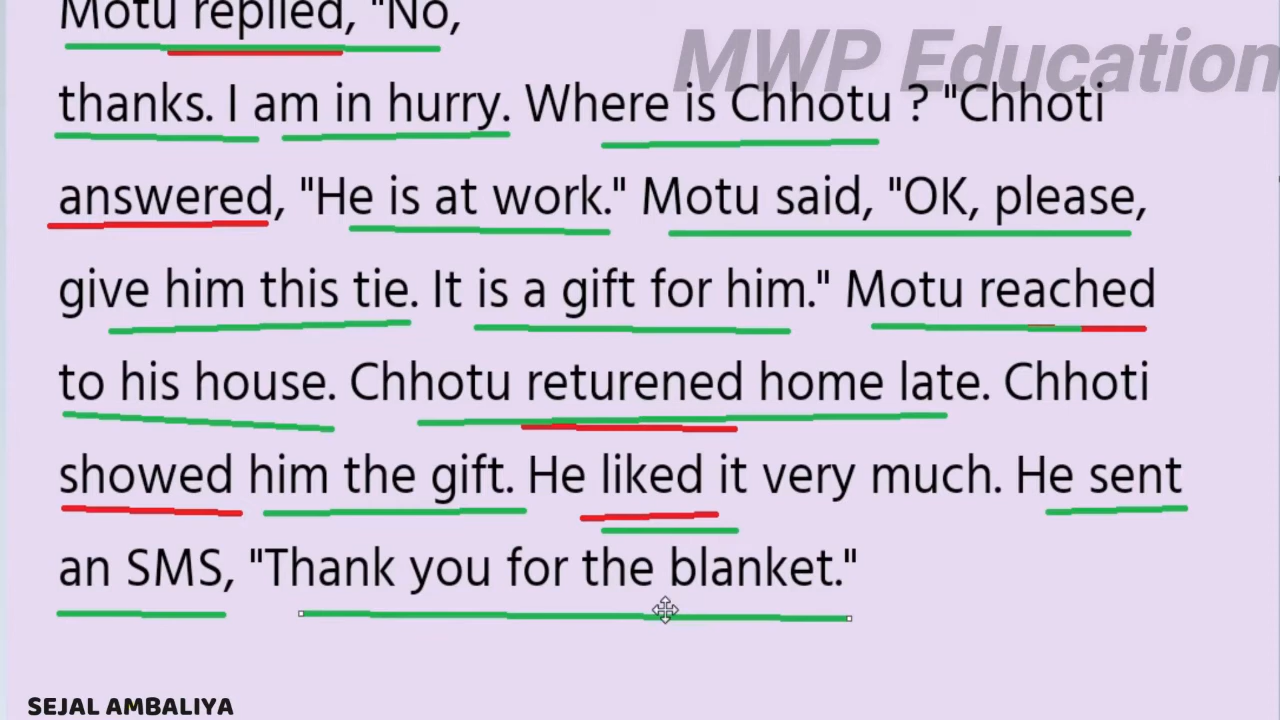 Motu replied, "No,
MWP Education
thanks. I am in hurry. Where is Chhotu ? "Chhoti
answered, "He is at work." Motu said, "OK, please,
give him this tie. It is a gift for him." Motu reached
to his house. Chhotu returened home late. Chhoti
showed him the gift. He liked it very much. He sent
an SMS, "Thank you for the blanket."
SEJAL AMBALIYA